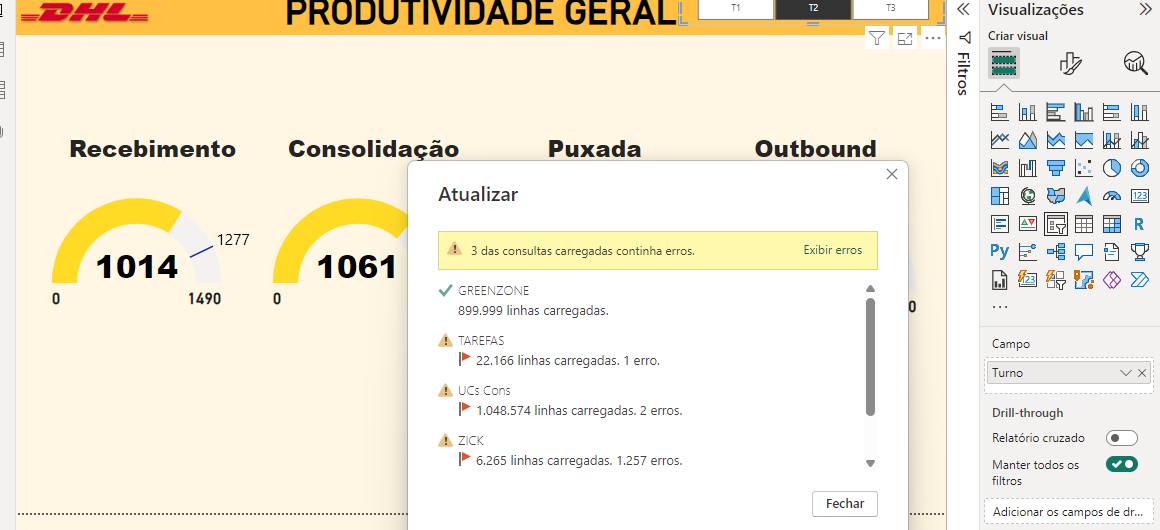 DHL
PRODUTIVIDADE GERAL
T1
T2
T3
Recebimento
Consolidação
Puxada
Outbound
1014
1277
0
1490
1061
0
0
Atualizar
3 das consultas carregadas continha erros.
Exibir erros
GREENZONE
899.999 linhas carregadas.
TAREFAS
22.166 linhas carregadas. 1 erro.
UCs Cons
1.048.574 linhas carregadas. 2 erros.
ZICK
6.265 linhas carregadas. 1.257 erros.
Fechar
Filtros
Visualizações
Criar visual
123
R
Py
123
...
Campo
Turno
Drill-through
Relatório cruzado
Manter todos os
filtros
Adicionar os campos de dr...